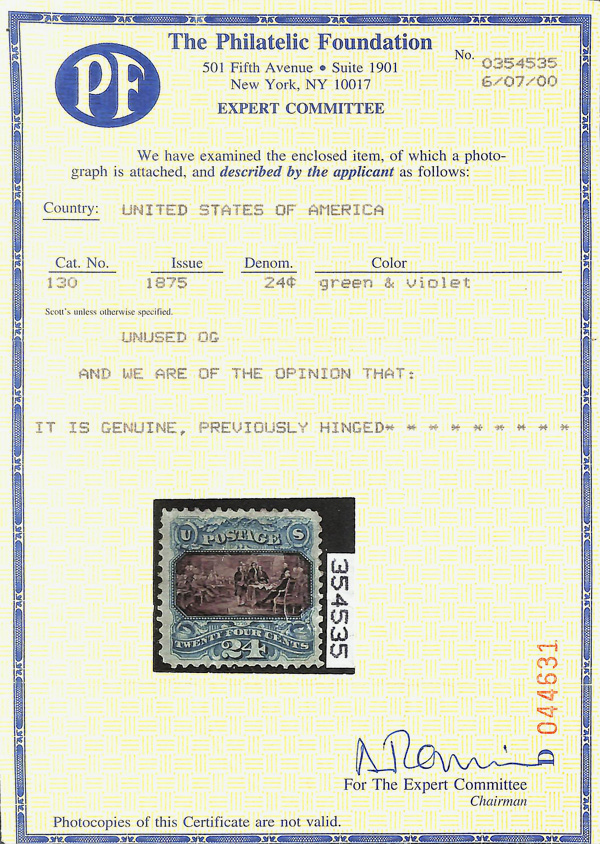 PF
The Philatelic Foundation
501 Fifth Avenue • Suite 1901
New York, NY 10017
EXPERT COMMITTEE
No. 0354535
6/07/00
We have examined the enclosed item, of which a photo-
graph is attached, and described by the applicant as follows:
Country: UNITED STATES OF AMERICA
Cat. No. Issue Denom. Color
130 1875 24¢ green & violet
Scott's unless otherwise specified.
UNUSED OG
AND WE ARE OF THE OPINION THAT:
IT IS GENUINE, PREVIOUSLY HINGED* * * * * * * * *
U POSTAGE S
TWENTY FOUR CENTS
24
354535
D 044631
For The Expert Committee
Chairman
Photocopies of this Certificate are not valid.